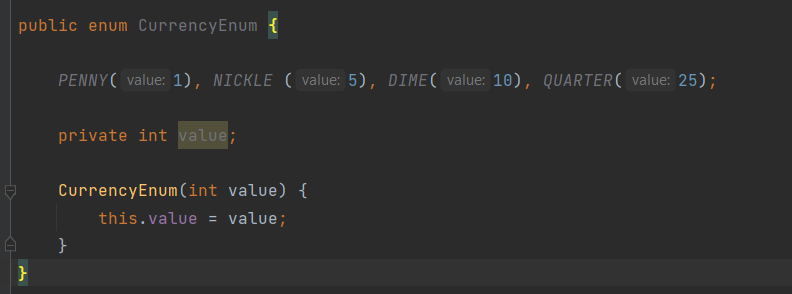 public enum CurrencyEnum {
PENNY( value: 1), NICKLE ( value: 5), DIME( value: 10), QUARTER( value: 25);
private int value;
CurrencyEnum(int value) {
this.value = value;
}
}